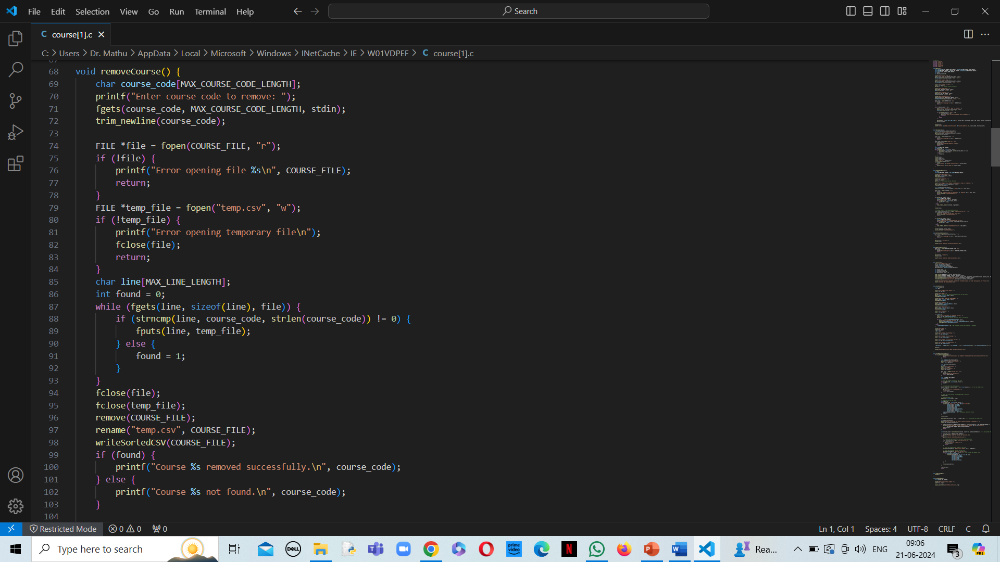 File Edit Selection View Go Run Terminal Help
Search
C course[1].c
C: > Users > Dr. Mathu > AppData > Local > Microsoft > Windows > INetCache > IE > W01VDPEF > C course[1].c
67
68 void removeCourse() {
69 char course_code[MAX_COURSE_CODE_LENGTH];
70 printf("Enter course code to remove: ");
71 fgets(course_code, MAX_COURSE_CODE_LENGTH, stdin);
72 trim_newline(course_code);
73
74 FILE *file = fopen(COURSE_FILE, "r");
75 if (!file) {
76 printf("Error opening file %s\n", COURSE_FILE);
77 return;
78 }
79 FILE *temp_file = fopen("temp.csv", "w");
80 if (!temp_file) {
81 printf("Error opening temporary file\n");
82 fclose(file);
83 return;
84 }
85 char line[MAX_LINE_LENGTH];
86 int found = 0;
87 while (fgets(line, sizeof(line), file)) {
88 if (strncmp(line, course_code, strlen(course_code)) != 0) {
89 fputs(line, temp_file);
90 } else {
91 found = 1;
92 }
93 }
94 fclose(file);
95 fclose(temp_file);
96 remove(COURSE_FILE);
97 rename("temp.csv", COURSE_FILE);
98 writeSortedCSV(COURSE_FILE);
99 if (found) {
100 printf("Course %s removed successfully.\n", course_code);
101 } else {
102 printf("Course %s not found.\n", course_code);
103 }
104
Restricted Mode 0 0 0
Ln 1, Col 1 Spaces: 4 UTF-8 CRLF C
Type here to search
DELL
prime video
N
Rea...
ENG
09:06
21-06-2024
3
PRE